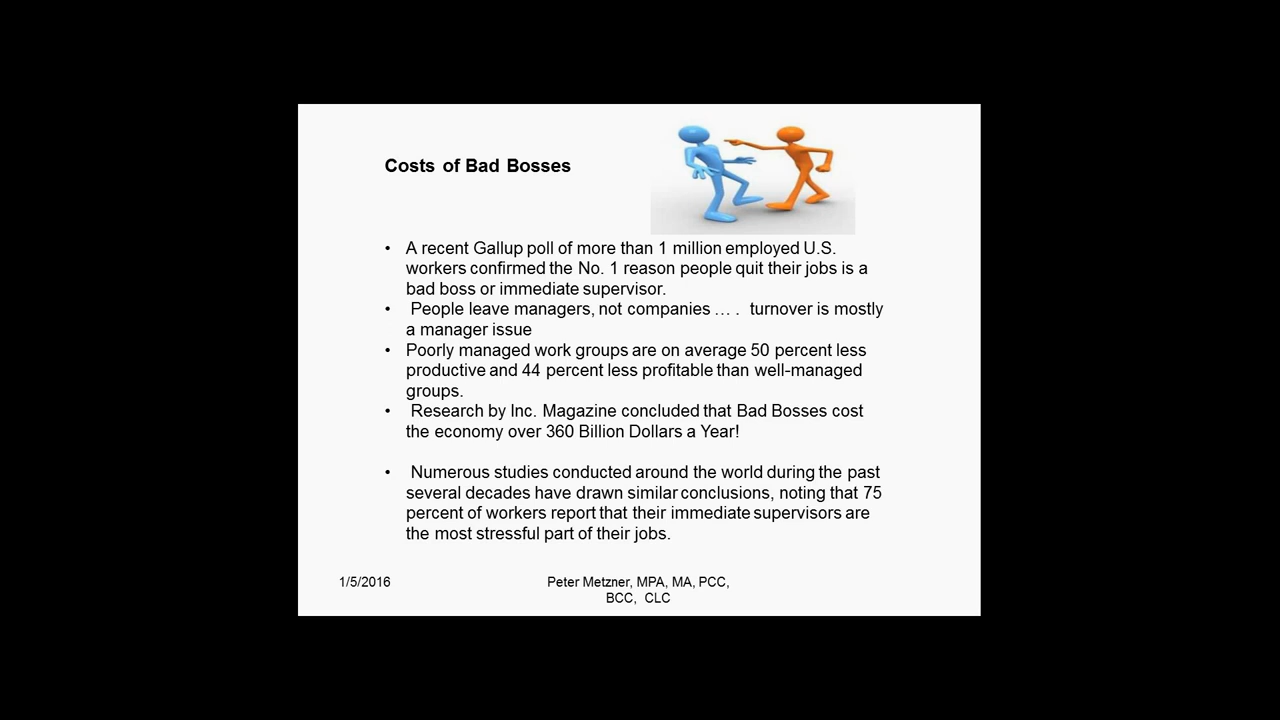 Costs of Bad Bosses
• A recent Gallup poll of more than 1 million employed U.S.
workers confirmed the No. 1 reason people quit their jobs is a
bad boss or immediate supervisor.
• People leave managers, not companies … . turnover is mostly
a manager issue
• Poorly managed work groups are on average 50 percent less
productive and 44 percent less profitable than well-managed
groups.
• Research by Inc. Magazine concluded that Bad Bosses cost
the economy over 360 Billion Dollars a Year!
• Numerous studies conducted around the world during the past
several decades have drawn similar conclusions, noting that 75
percent of workers report that their immediate supervisors are
the most stressful part of their jobs.
1/5/2016
Peter Metzner, MPA, MA, PCC,
BCC, CLC